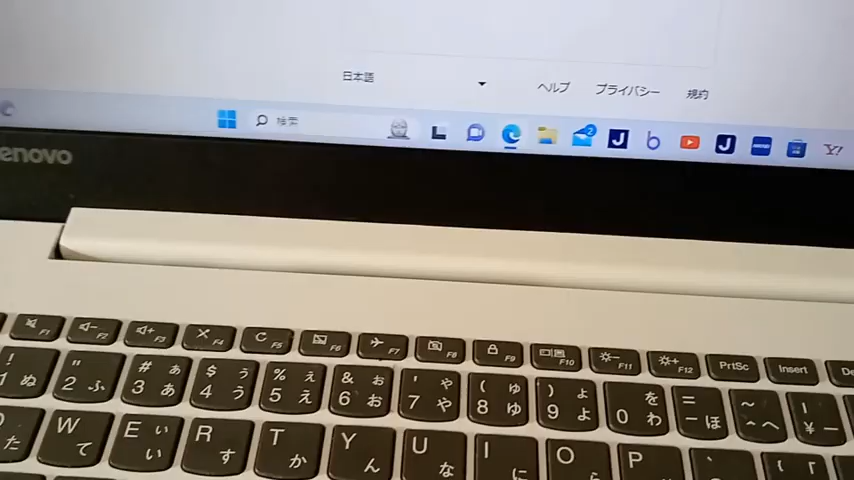 日本語 ヘルプ プライバシー 規約
検索 2 J b J Y!
enovo
F1 F2 F3 F4 F5 F6 F7 F8 F9 F10 F11 F12 PrtSc Insert De
! " # ぁ $ ぅ % ぇ & ぉ ' ゃ ( ゅ ) ょ を = ~ |
1 ぬ 2 ふ 3 あ 4 う 5 え 6 お 7 や 8 ゆ 9 よ 0 わ - ほ ^ へ ¥ ー
た W て E ぃ い R す T か Y ん U な I に O ら P ` { 「